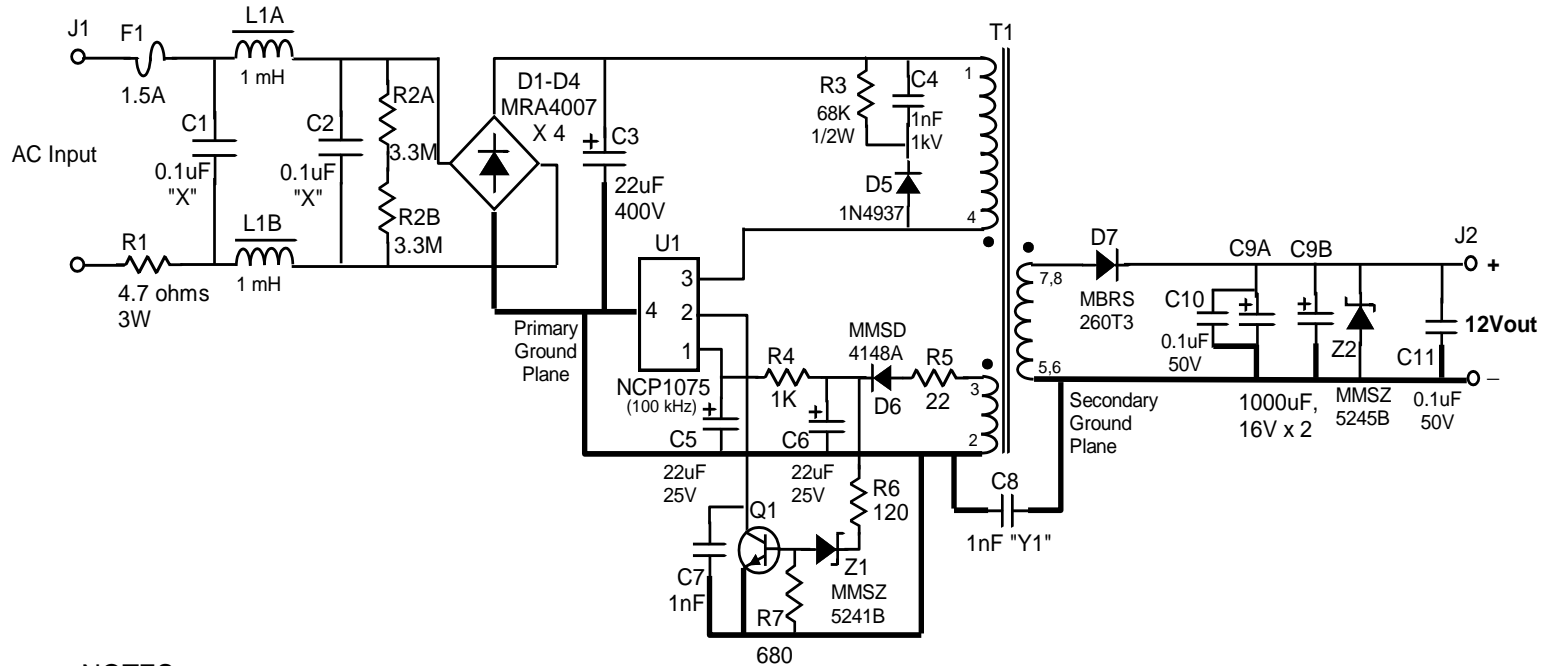 J1
F1
1.5A
L1A
1 mH
AC Input
C1
0.1uF
"X"
C2
0.1uF
"X"
R2A
3.3M
R2B
3.3M
L1B
1 mH
R1
4.7 ohms
3W
D1-D4
MRA4007
X 4
+
C3
22uF
400V
R3
68K
1/2W
C4
1nF
1kV
D5
1N4937
T1
1
4
U1
3
2
1
4
NCP1075
(100 kHz)
Primary
Ground
Plane
R4
1K
MMSD
4148A
D6
R5
22
3
2
+
C5
22uF
25V
+
C6
22uF
25V
R6
120
Q1
C7
1nF
Z1
MMSZ
5241B
R7
680
C8
1nF "Y1"
7,8
5,6
D7
MBRS
260T3
Secondary
Ground
Plane
C10
0.1uF
50V
C9A
+
C9B
+
1000uF,
16V x 2
Z2
MMSZ
5245B
C11
0.1uF
50V
J2
+
12Vout
_
NOTES